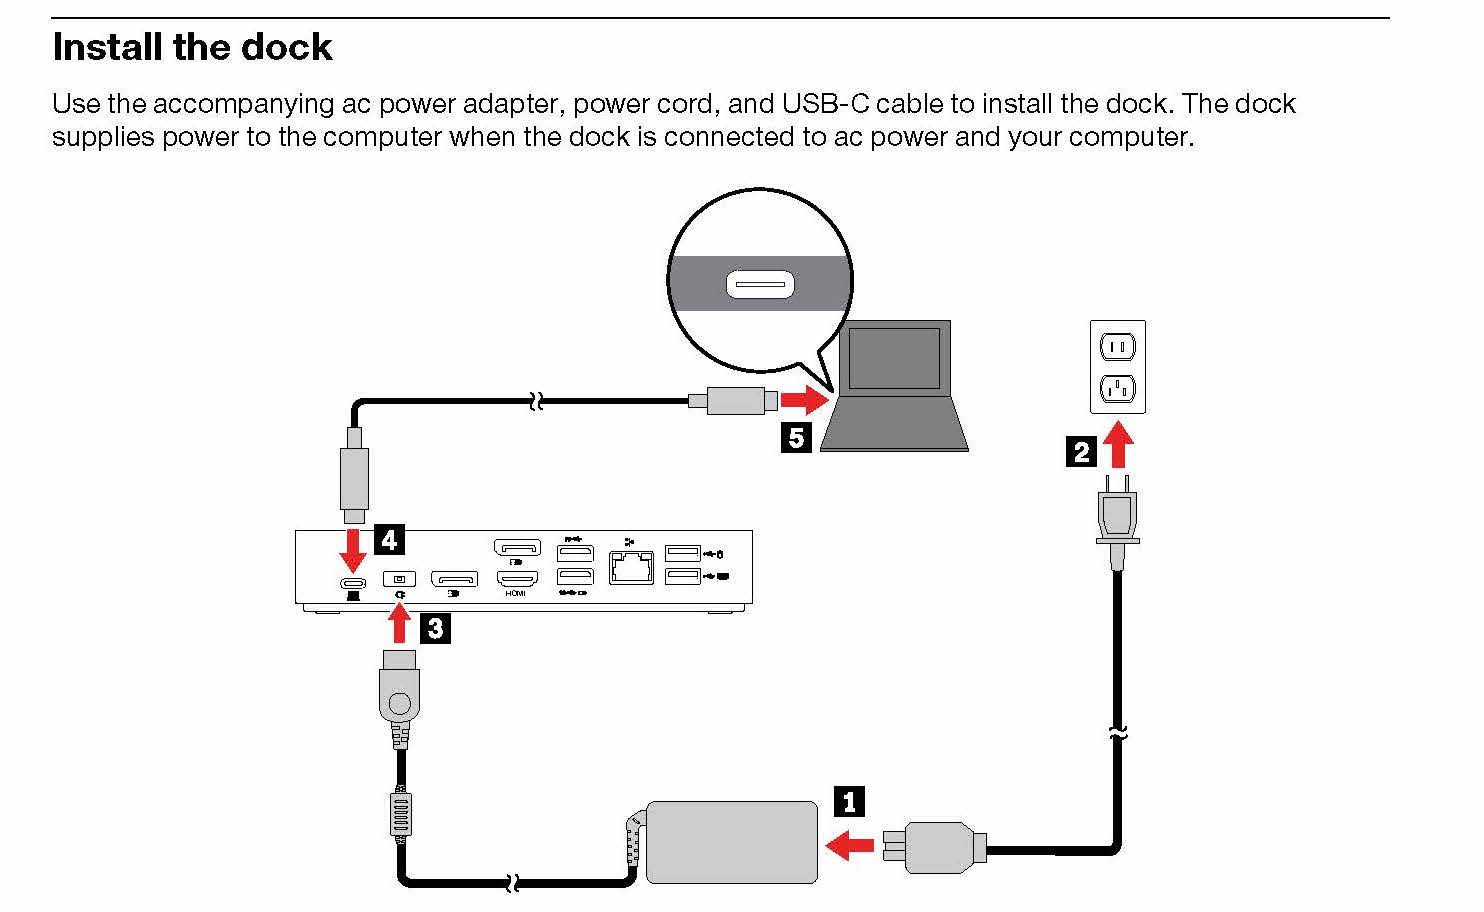 Install the dock
Use the accompanying ac power adapter, power cord, and USB-C cable to install the dock. The dock
supplies power to the computer when the dock is connected to ac power and your computer.
5
2
4
HDMI
3
1